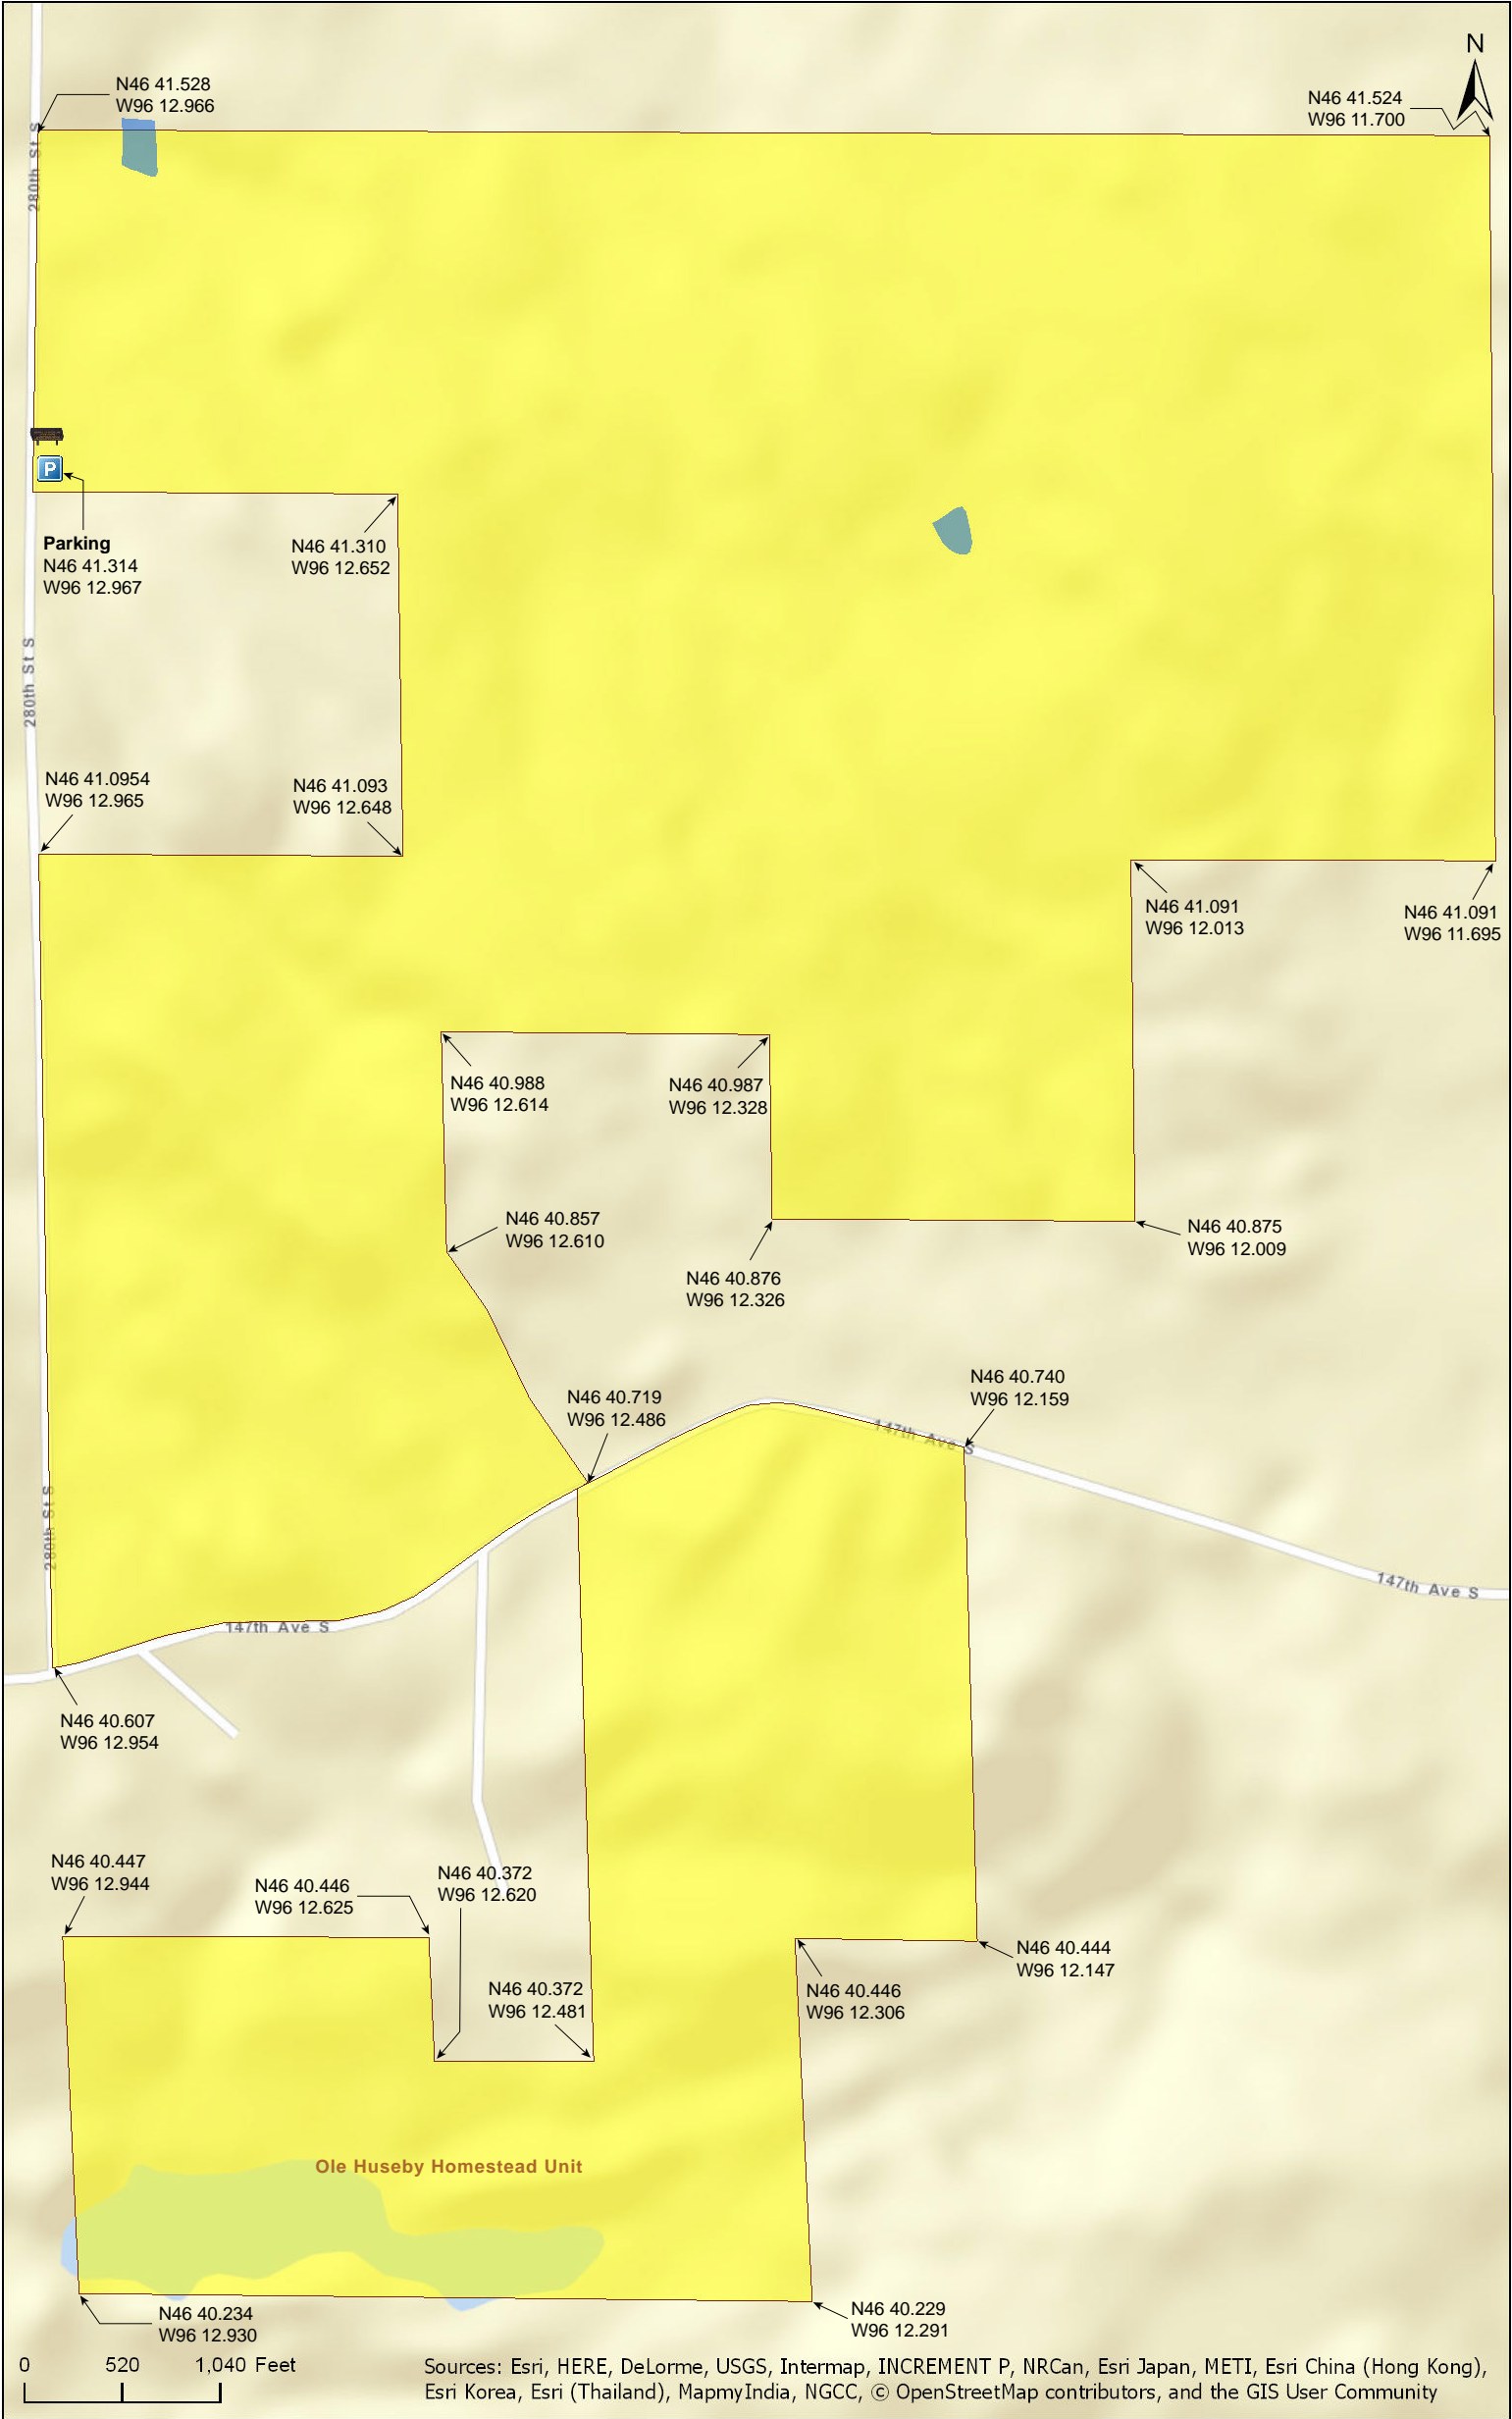 N
N46 41.528
W96 12.966
N46 41.524
W96 11.700
280th St S
P
Parking
N46 41.314
W96 12.967
N46 41.310
W96 12.652
280th St S
N46 41.0954
W96 12.965
N46 41.093
W96 12.648
N46 41.091
W96 12.013
N46 41.091
W96 11.695
N46 40.988
W96 12.614
N46 40.987
W96 12.328
N46 40.857
W96 12.610
N46 40.875
W96 12.009
N46 40.876
W96 12.326
N46 40.740
W96 12.159
N46 40.719
W96 12.486
147th Ave S
280th St S
147th Ave S
147th Ave S
N46 40.607
W96 12.954
N46 40.447
W96 12.944
N46 40.446
W96 12.625
N46 40.372
W96 12.620
N46 40.444
W96 12.147
N46 40.372
W96 12.481
N46 40.446
W96 12.306
Ole Huseby Homestead Unit
N46 40.234
W96 12.930
N46 40.229
W96 12.291
0 520 1,040 Feet
Sources: Esri, HERE, DeLorme, USGS, Intermap, INCREMENT P, NRCan, Esri Japan, METI, Esri China (Hong Kong),
Esri Korea, Esri (Thailand), MapmyIndia, NGCC, © OpenStreetMap contributors, and the GIS User Community